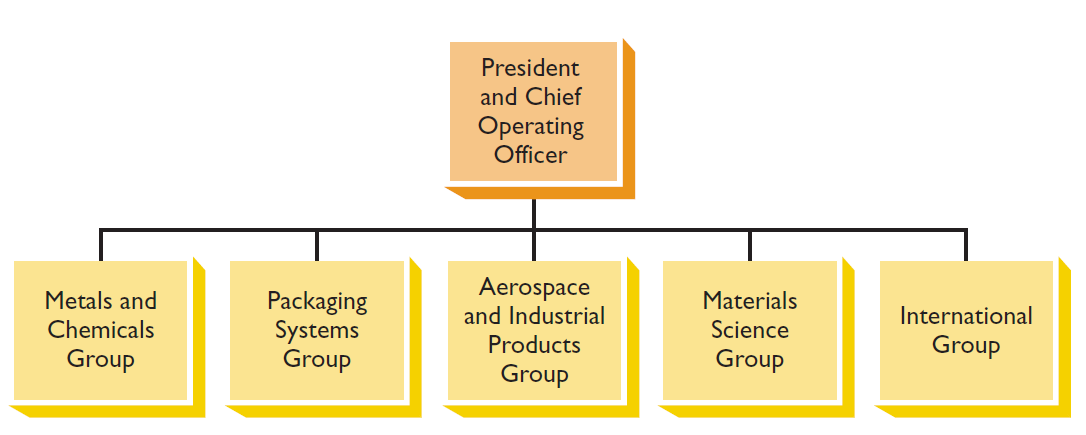 President
and Chief
Operating
Officer
Metals and
Chemicals
Group
Packaging
Systems
Group
Aerospace
and Industrial
Products
Group
Materials
Science
Group
International
Group